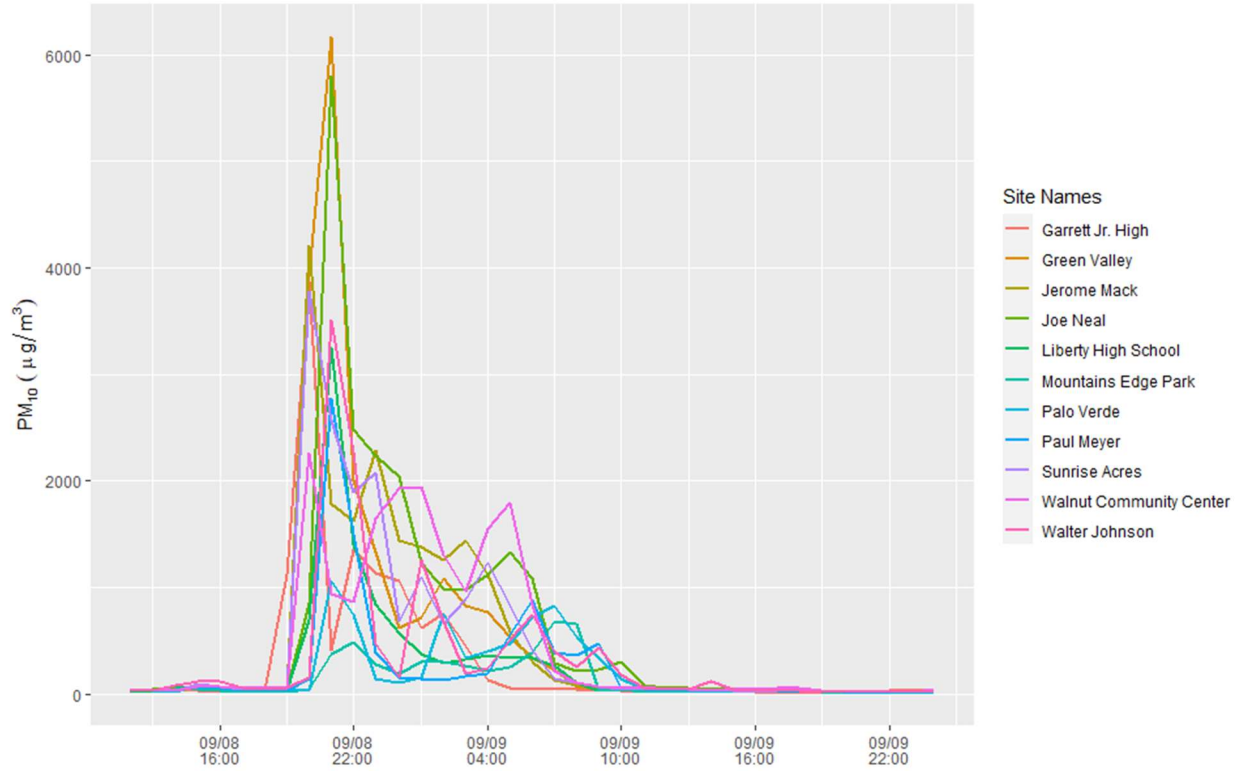 6000
4000
2000
0
PM10 ( μ g/m3)
09/08 09/08 09/09 09/09 09/09 09/09
16:00 22:00 04:00 10:00 16:00 22:00
Site Names
Garrett Jr. High
Green Valley
Jerome Mack
Joe Neal
Liberty High School
Mountains Edge Park
Palo Verde
Paul Meyer
Sunrise Acres
Walnut Community Center
Walter Johnson